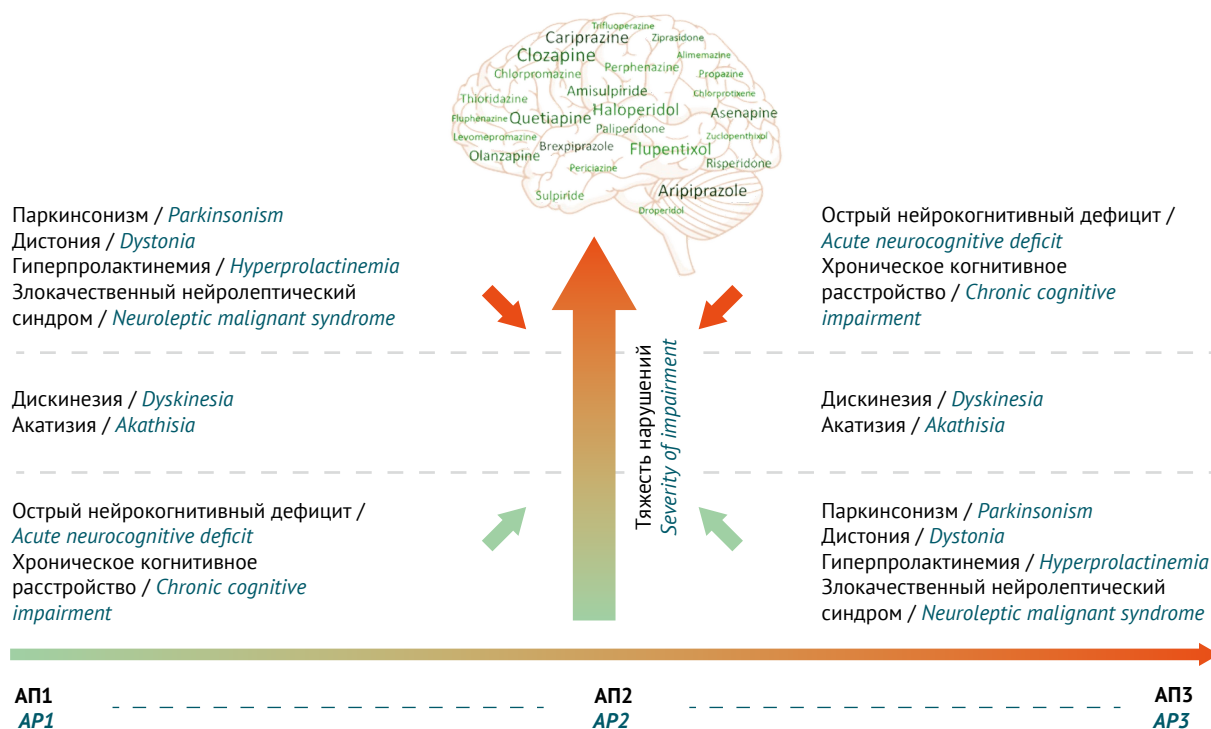 Trifluoperazine
Cariprazine
Ziprasidone
Clozapine
Alimemazine
Chlorpromazine
Perphenazine
Propazine
Thioridazine
Amisulpiride
Chlorprotixene
Fluphenazine
Quetiapine
Haloperidol
Asenapine
Levomepromazine
Paliperidone
Zuclopenthixol
Olanzapine
Brexpiprazole
Flupentixol
Risperidone
Periciazine
Sulpiride
Aripiprazole
Droperidol
Паркинсонизм / Parkinsonism
Дистония / Dystonia
Гиперпролактинемия / Hyperprolactinemia
Злокачественный нейролептический
синдром / Neuroleptic malignant syndrome
Острый нейрокогнитивный дефицит /
Acute neurocognitive deficit
Хроническое когнитивное
расстройство / Chronic cognitive
impairment
Дискинезия / Dyskinesia
Акатизия / Akathisia
Тяжесть нарушений
Severity of impairment
Дискинезия / Dyskinesia
Акатизия / Akathisia
Острый нейрокогнитивный дефицит /
Acute neurocognitive deficit
Хроническое когнитивное
расстройство / Chronic cognitive
impairment
Паркинсонизм / Parkinsonism
Дистония / Dystonia
Гиперпролактинемия / Hyperprolactinemia
Злокачественный нейролептический
синдром / Neuroleptic malignant syndrome
АП1
AP1
АП2
AP2
АП3
AP3